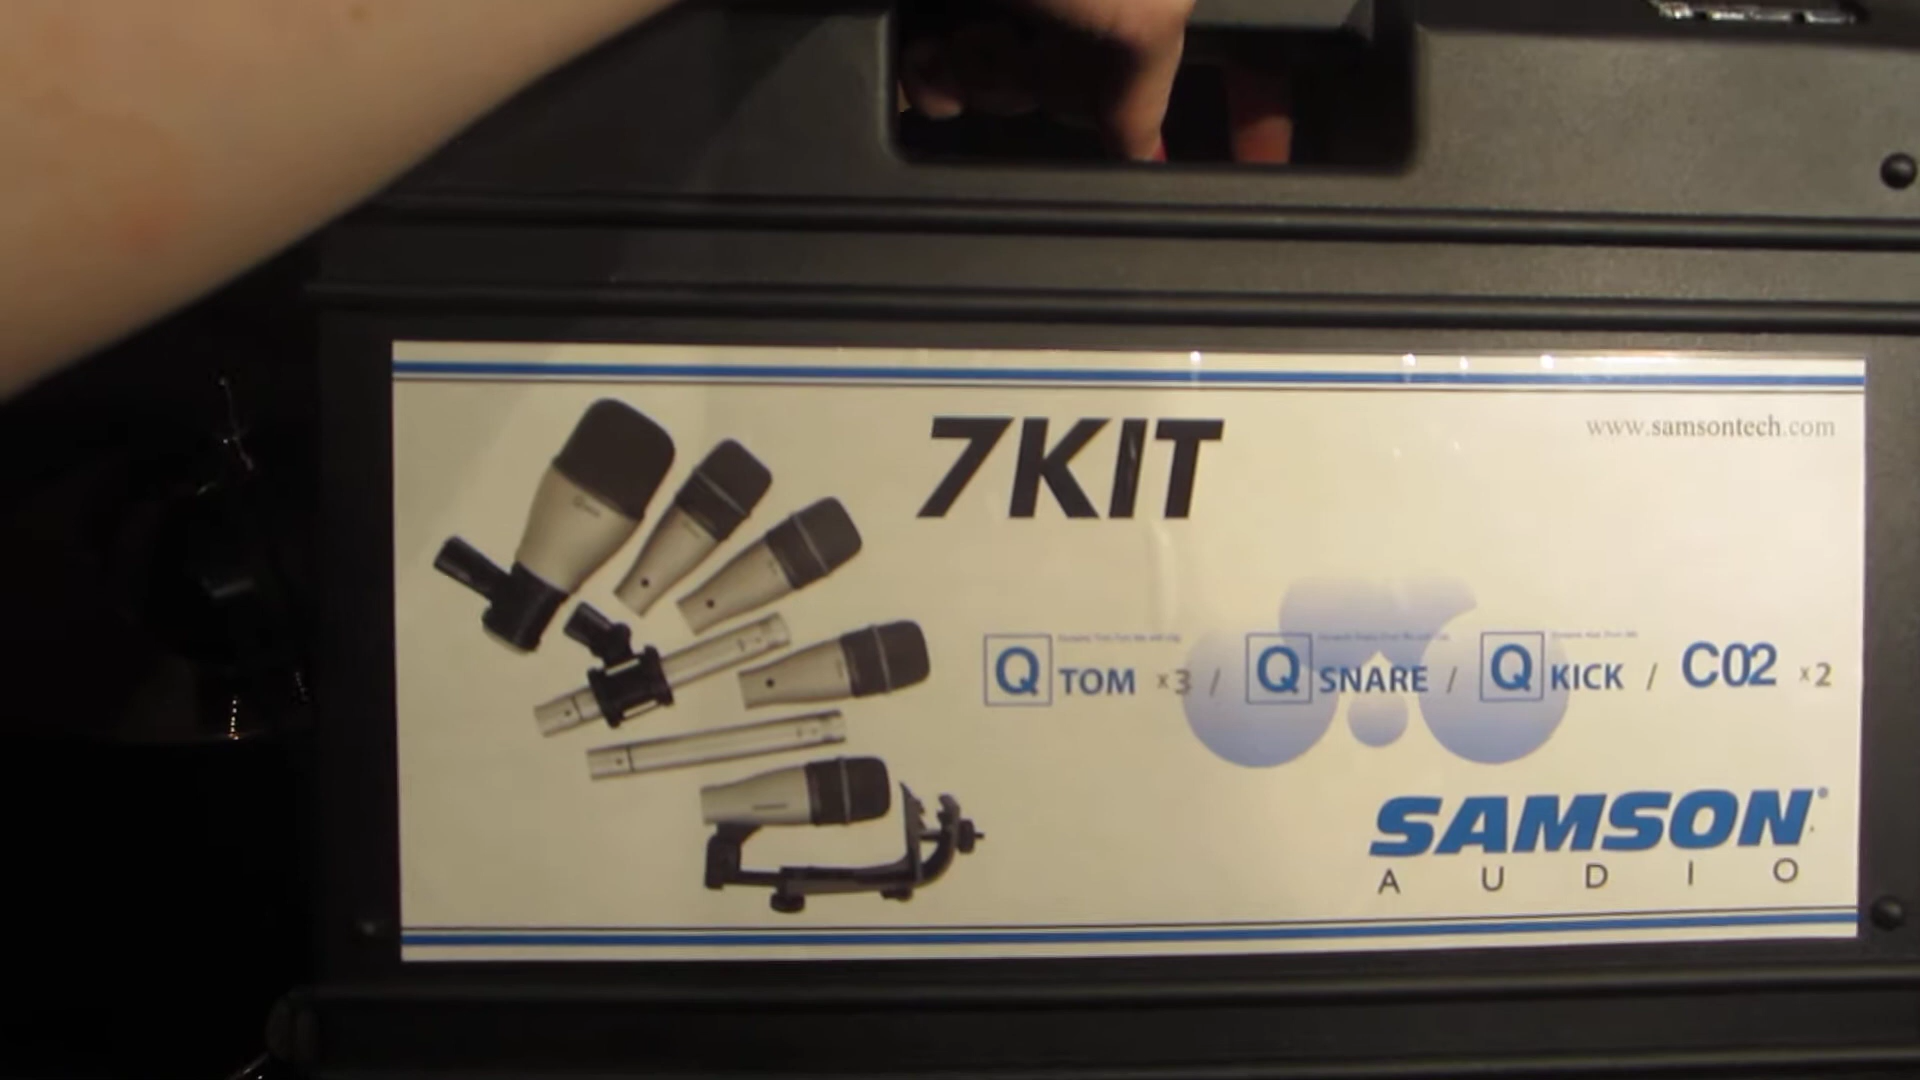 7KIT
www.samsontech.com
Q TOM x3 / Q SNARE / Q KICK / C02 x2
SAMSON®
AUDIO